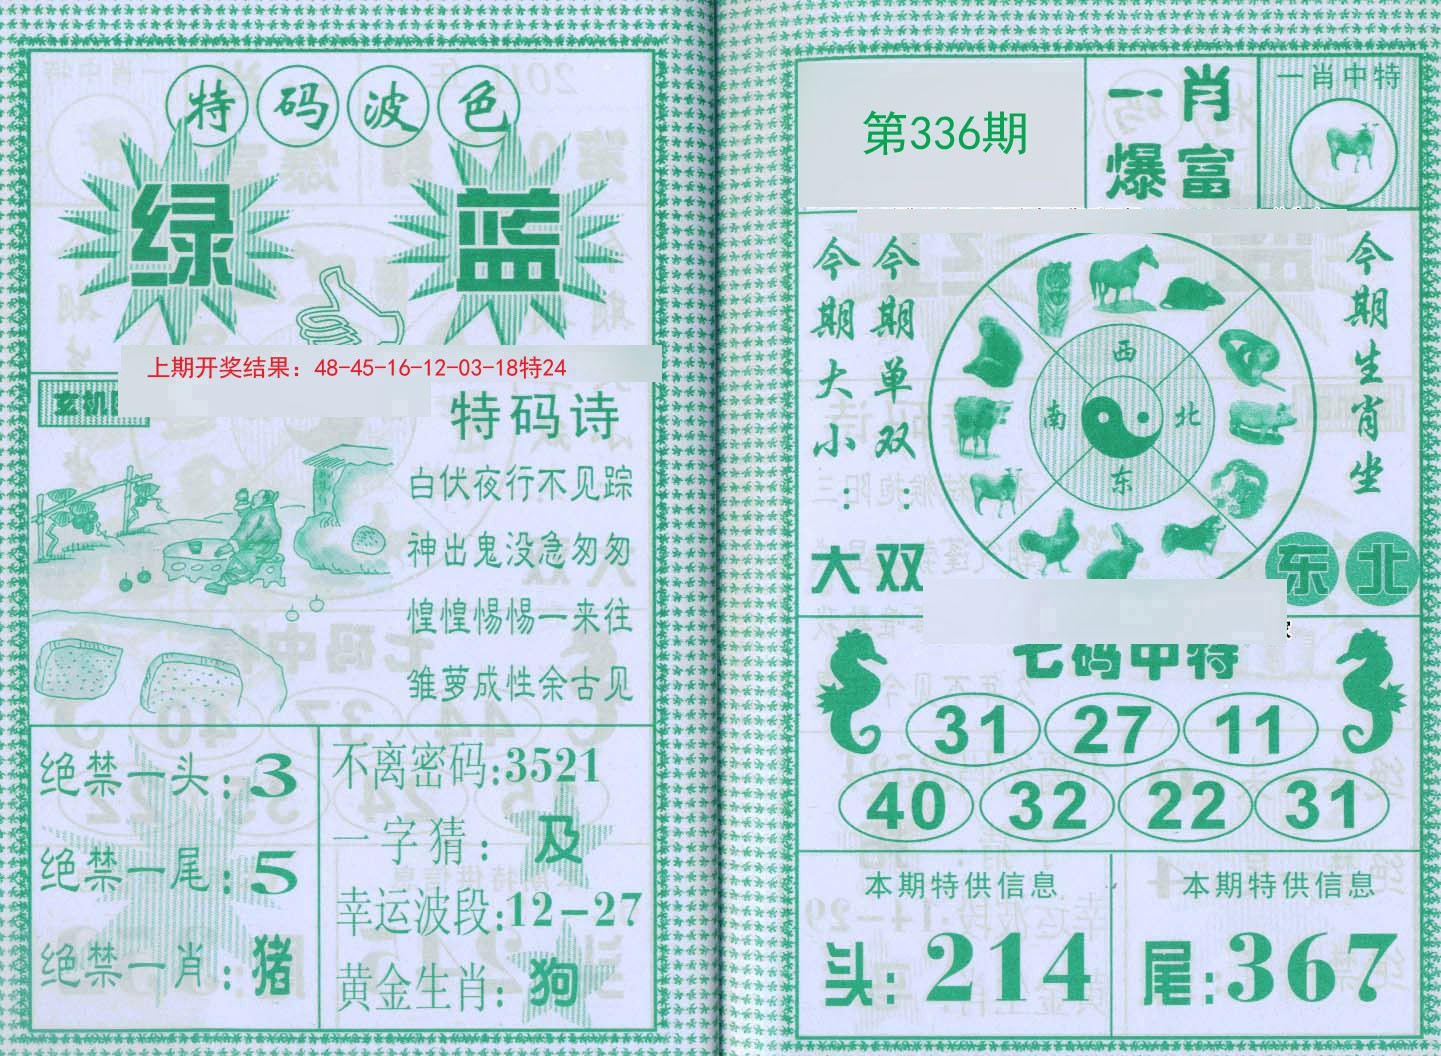 特码波色
绿 蓝
上期开奖结果：48-45-16-12-03-18特24
玄机
特码诗
白伏夜行不见踪
神出鬼没急匆匆
惶惶惕惕一来往
雏萝成性余古见
绝禁一头：3
绝禁一尾：5
绝禁一肖：猪
不离密码：3521
一字猜：及
幸运波段：12-27
黄金生肖：狗
第336期
一肖
爆富
一肖中特
今期大小：大
今期单双：双
西
南 北
东
今期生肖坐
东北
七码中特
31 27 11
40 32 22 31
本期特供信息
头：214
本期特供信息
尾：367